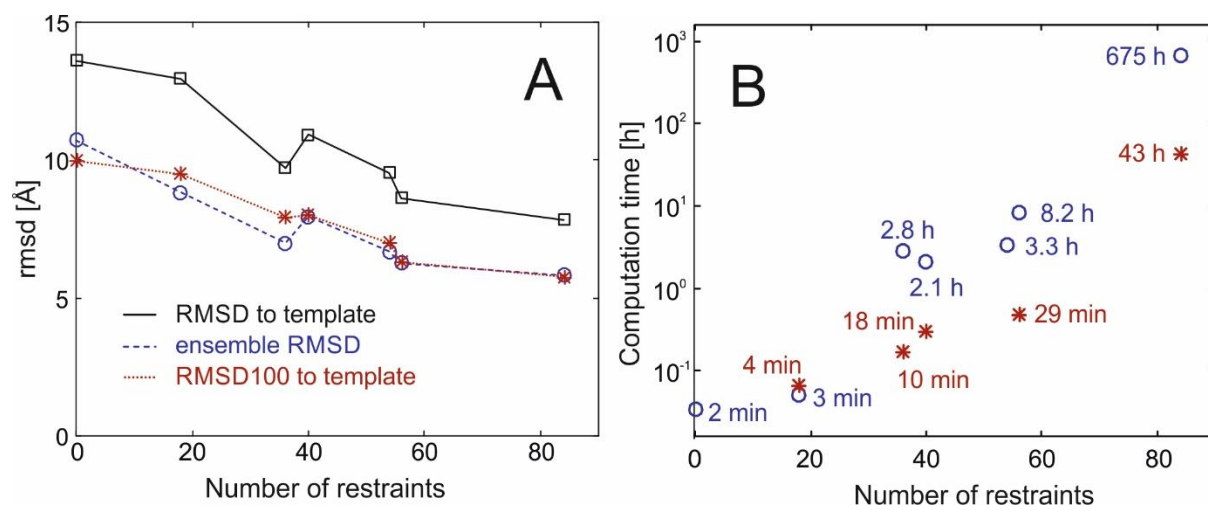 A
15
10
5
0
rmsd [Å]
RMSD to template
ensemble RMSD
RMSD100 to template
0 20 40 60 80
Number of restraints
B
10³
10²
10¹
10⁰
10⁻¹
Computation time [h]
675 h
43 h
2.8 h
8.2 h
3.3 h
2.1 h
18 min
29 min
4 min
10 min
2 min
3 min
0 20 40 60 80
Number of restraints